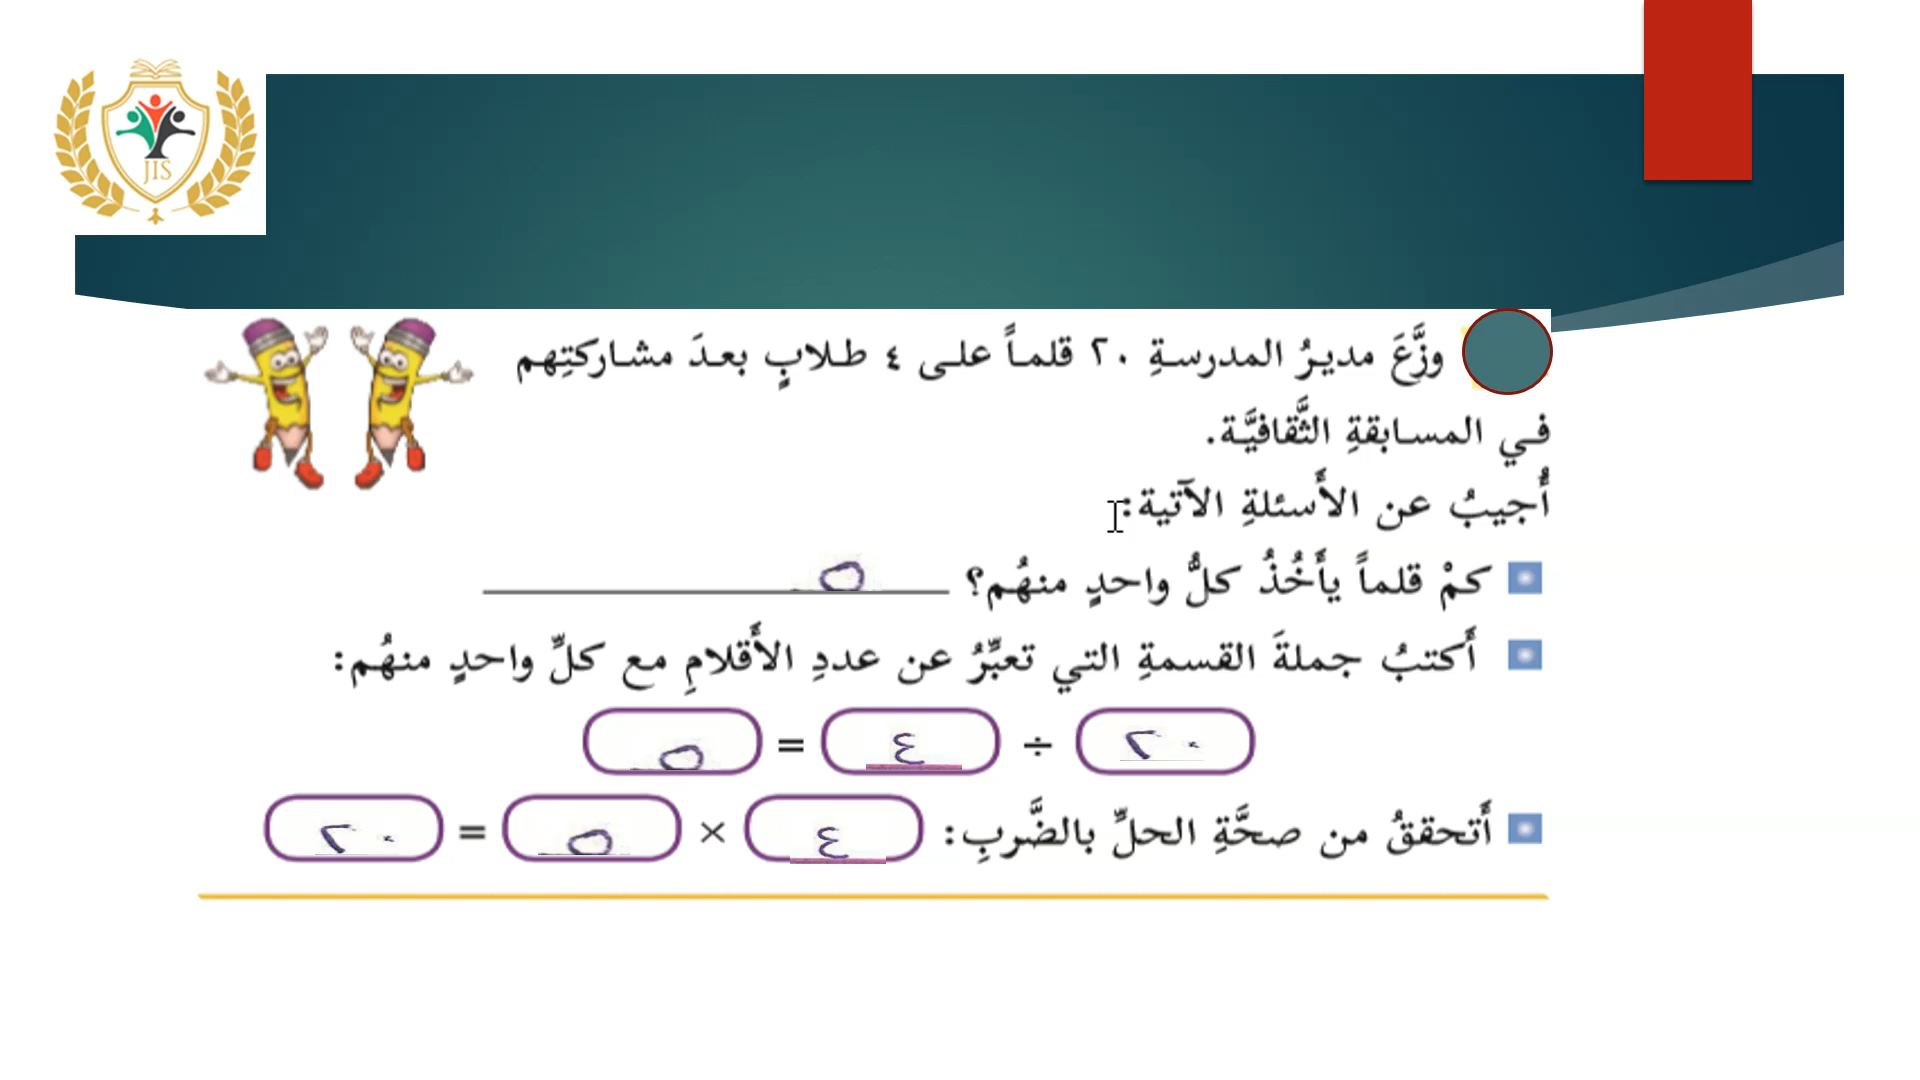 JIS
وزَّعَ مديرُ المدرسةِ ٢٠ قلماً على ٤ طلابٍ بعدَ مشاركتِهم
في المسابقةِ الثَّقافيَّة.
أُجيبُ عن الأَسئلةِ الآتية:
كمْ قلماً يأَخُذُ كلُّ واحدٍ منهُم؟ ٥
أَكتبُ جملةَ القسمةِ التي تعبِّرُ عن عددِ الأَقلامِ مع كلِّ واحدٍ منهُم:
٢٠ ÷ ٤ = ٥
أَتحققُ من صحَّةِ الحلِّ بالضَّربِ: ٤ × ٥ = ٢٠